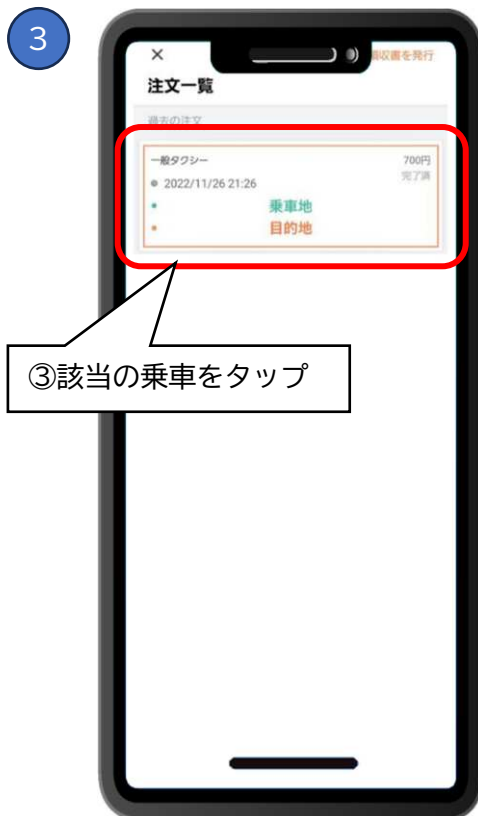 3
× 領収書を発行
注文一覧
過去の注文
一般タクシー 700円
2022/11/26 21:26 完了済
乗車地
目的地
③該当の乗車をタップ